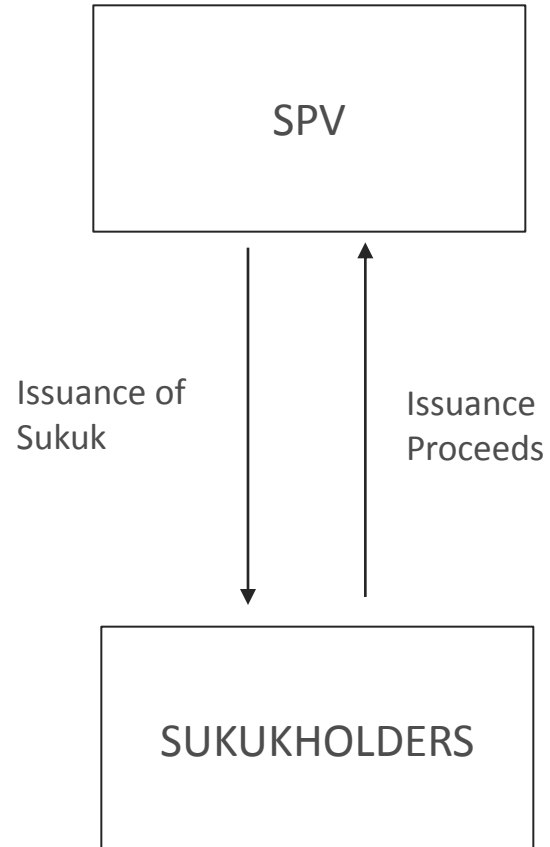 SPV
Issuance of
Sukuk
Issuance
Proceeds
SUKUKHOLDERS